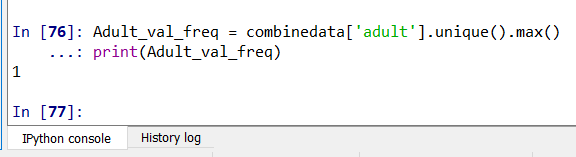 In [76]: Adult_val_freq = combinedata['adult'].unique().max()
...: print(Adult_val_freq)
1
In [77]:
IPython console History log